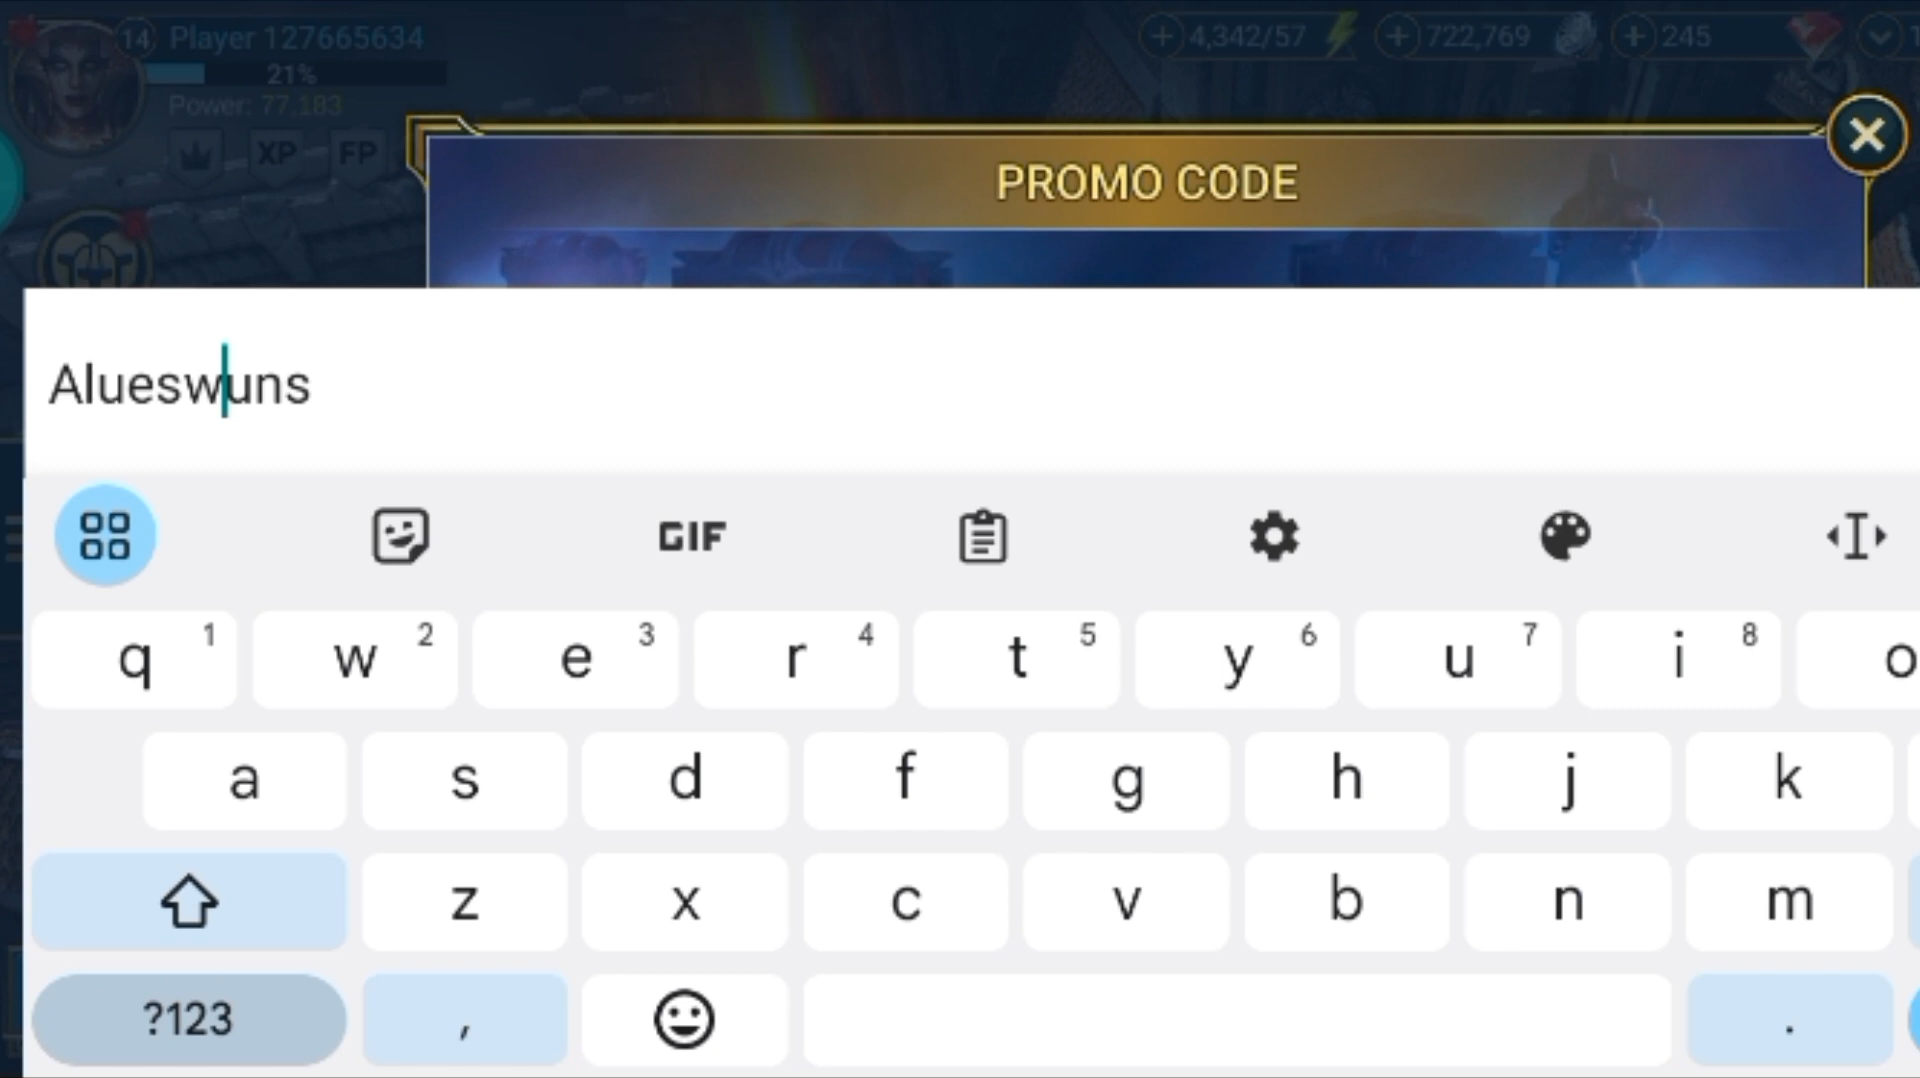 14 Player 127665634
4,342/57
722,769
245
21%
Power: 77,183
XP
FP
PROMO CODE
Alueswuns
GIF
q 1 w 2 e 3 r 4 t 5 y 6 u 7 i 8 o
a s d f g h j k
z x c v b n m
?123 , .